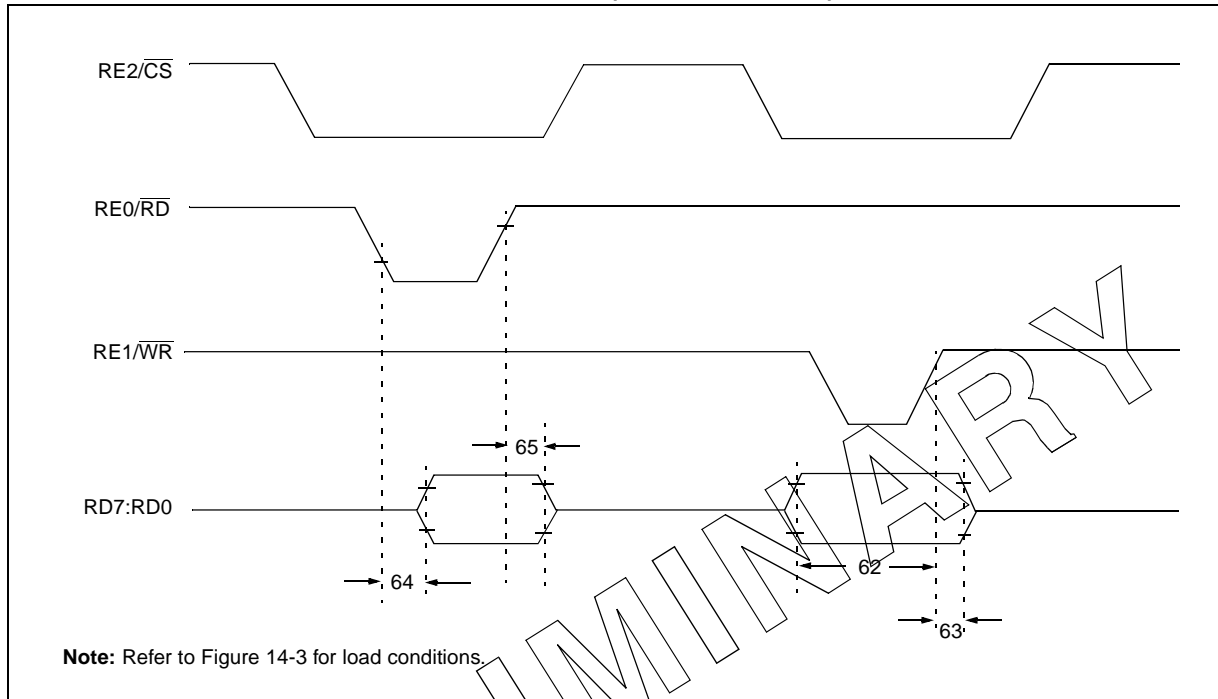 RE2/CS
RE0/RD
RE1/WR
65
RD7:RD0
62
64
63
Note: Refer to Figure 14-3 for load conditions.
IMINARY